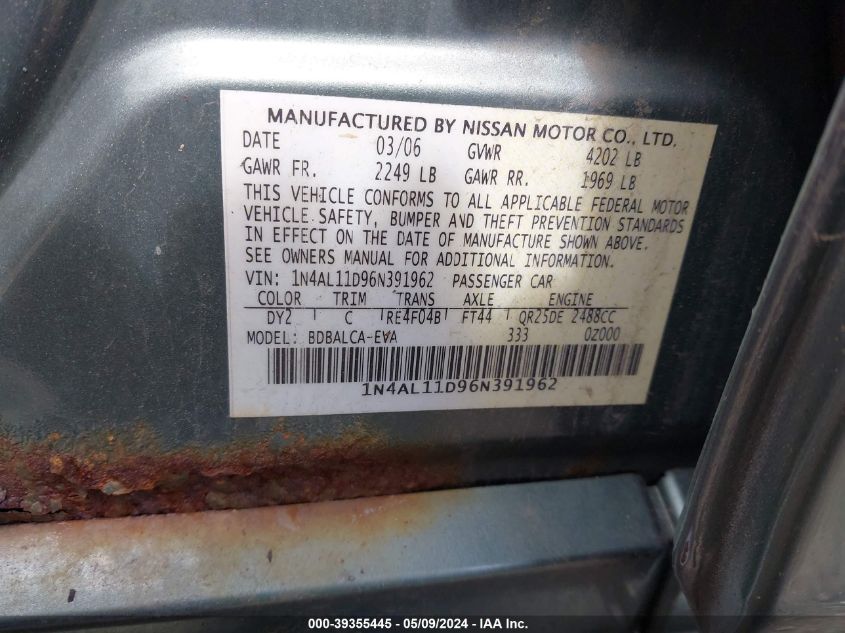 MANUFACTURED BY NISSAN MOTOR CO., LTD.
DATE 03/06 GVWR 4202 LB
GAWR FR. 2249 LB GAWR RR. 1969 LB
THIS VEHICLE CONFORMS TO ALL APPLICABLE FEDERAL MOTOR
VEHICLE SAFETY, BUMPER AND THEFT PREVENTION STANDARDS
IN EFFECT ON THE DATE OF MANUFACTURE SHOWN ABOVE.
SEE OWNERS MANUAL FOR ADDITIONAL INFORMATION.
VIN: 1N4AL11D96N391962 PASSENGER CAR
COLOR TRIM TRANS AXLE ENGINE
DY2 C RE4F04B FT44 QR25DE 2488CC
MODEL: BDBALCA-EVA 333 0Z000
1N4AL11D96N391962
000-39355445 - 05/09/2024 - IAA Inc.